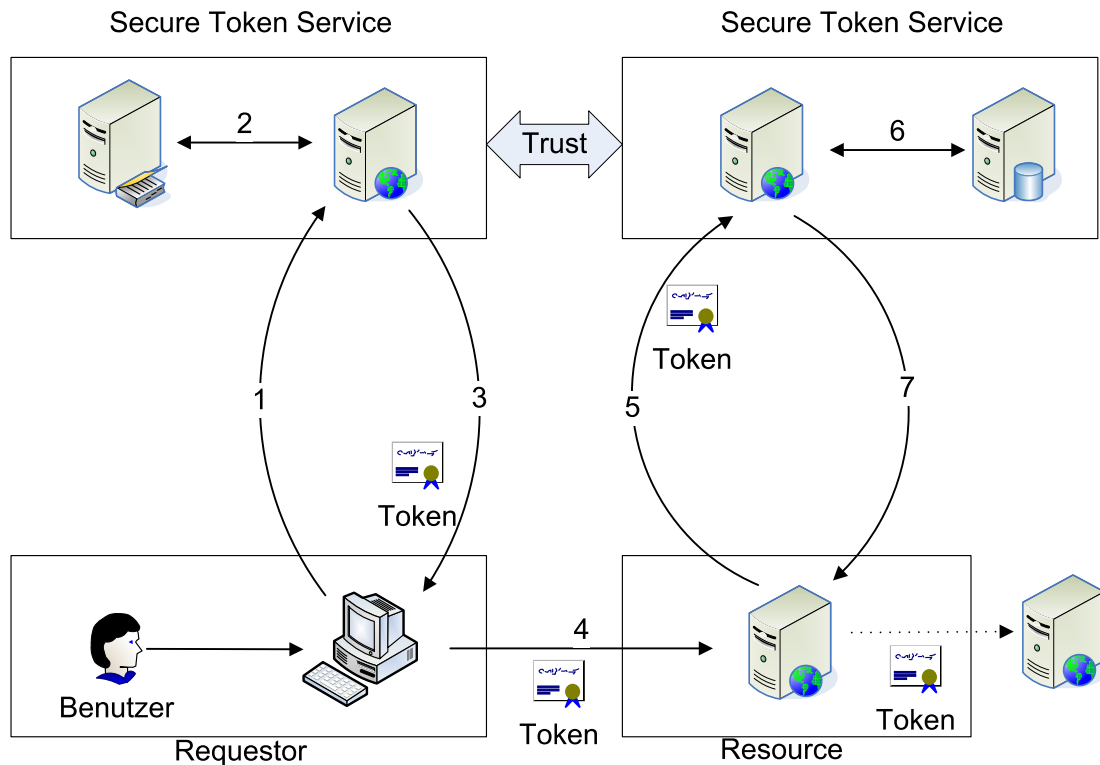 Secure Token Service
Secure Token Service
2
Trust
6
Token
1
3
5
7
Token
4
Benutzer
Token
Token
Requestor
Resource